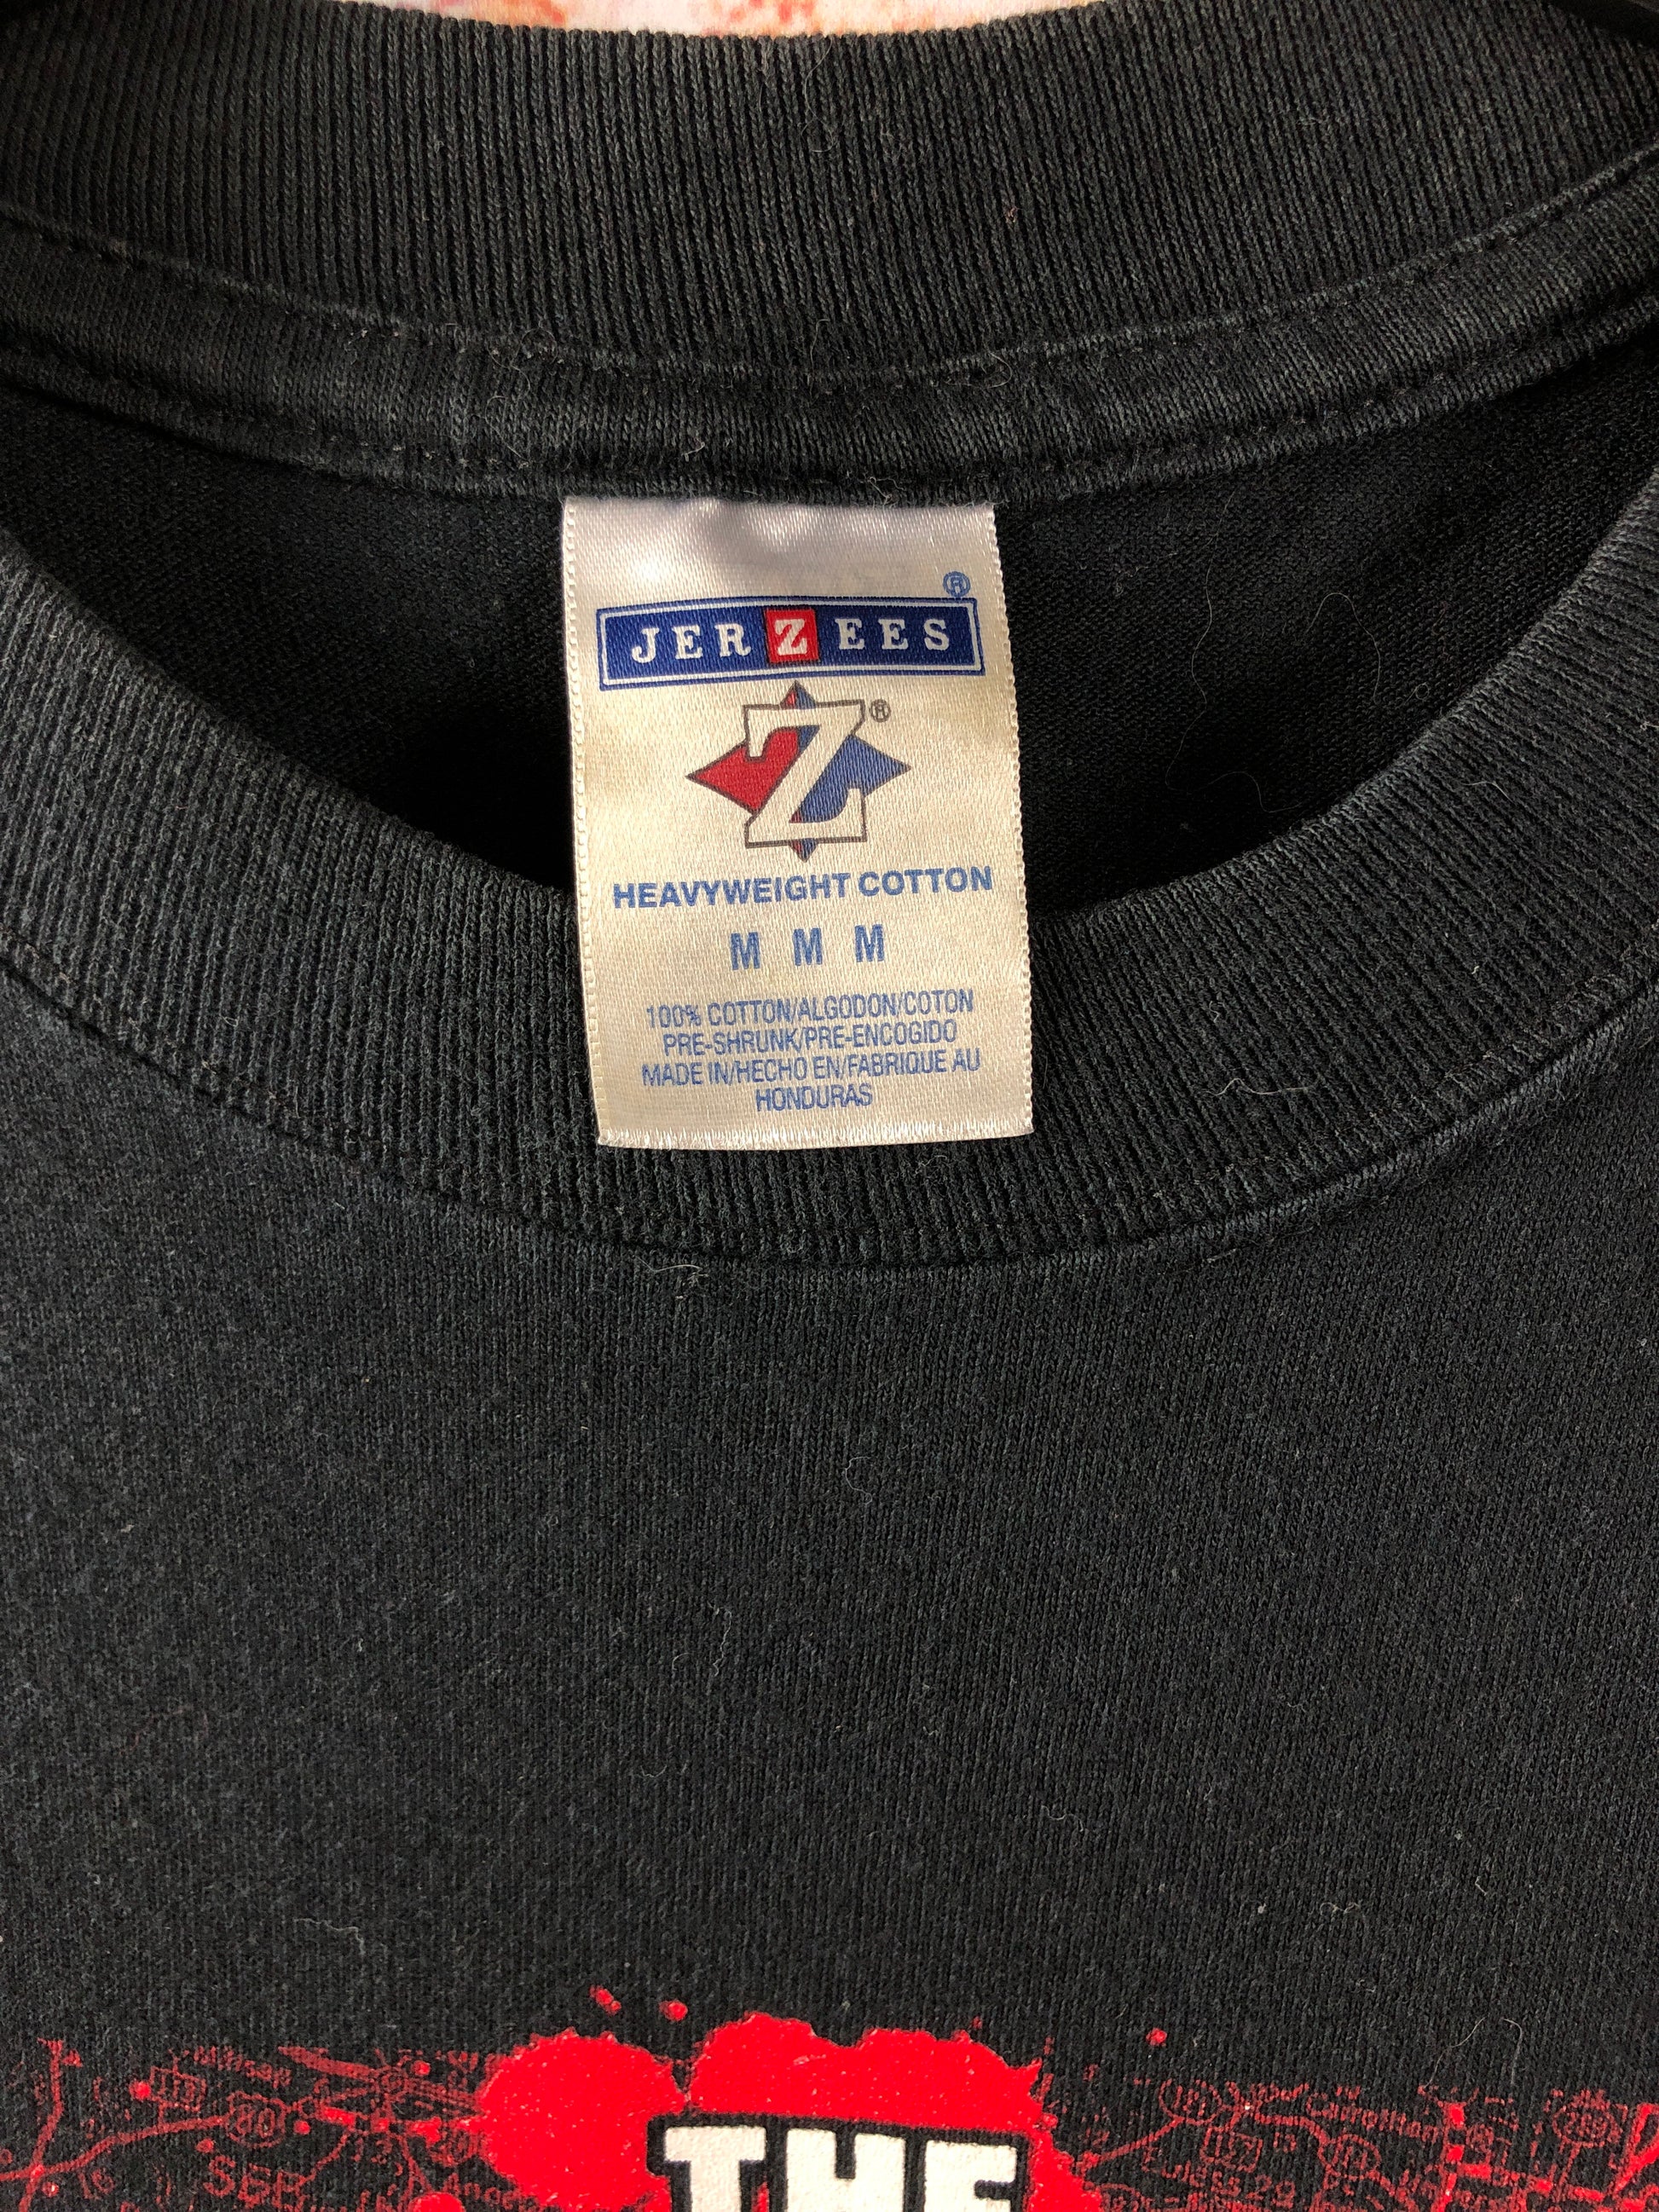 JERZEES ®
Z ®
HEAVYWEIGHT COTTON
M M M
100% COTTON/ALGODON/COTON
PRE-SHRUNK/PRE-ENCOGIDO
MADE IN/HECHO EN/FABRIQUE AU
HONDURAS
THE